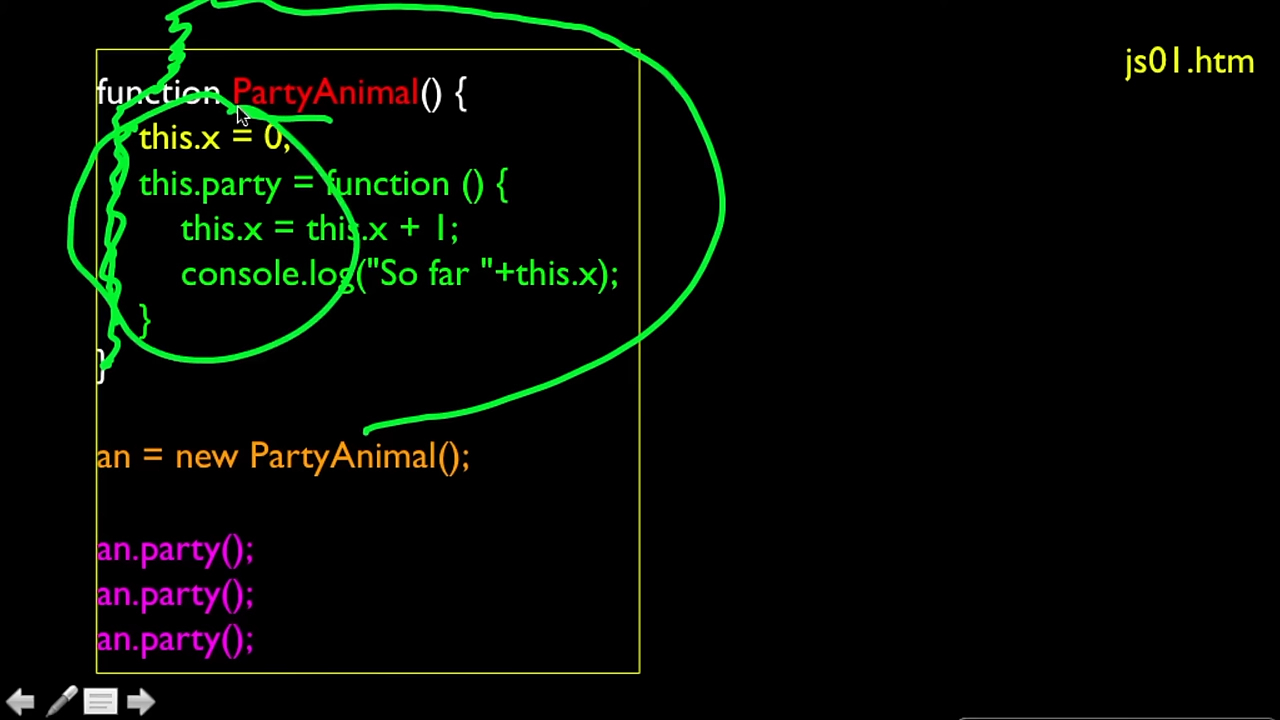 js01.htm
function PartyAnimal() {
this.x = 0;
this.party = function () {
this.x = this.x + 1;
console.log("So far "+this.x);
}
}
an = new PartyAnimal();
an.party();
an.party();
an.party();